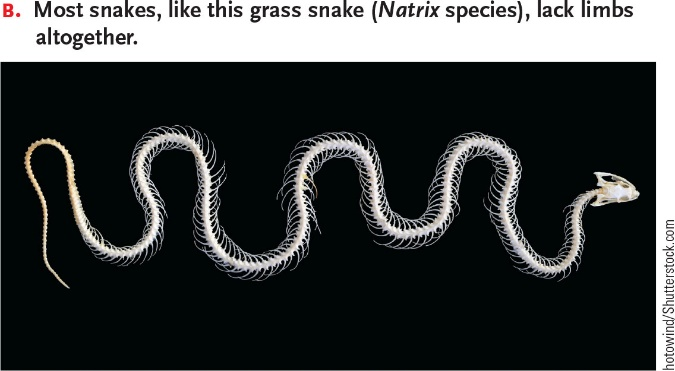 B. Most snakes, like this grass snake (Natrix species), lack limbs
altogether.
hotowind/Shutterstock.com